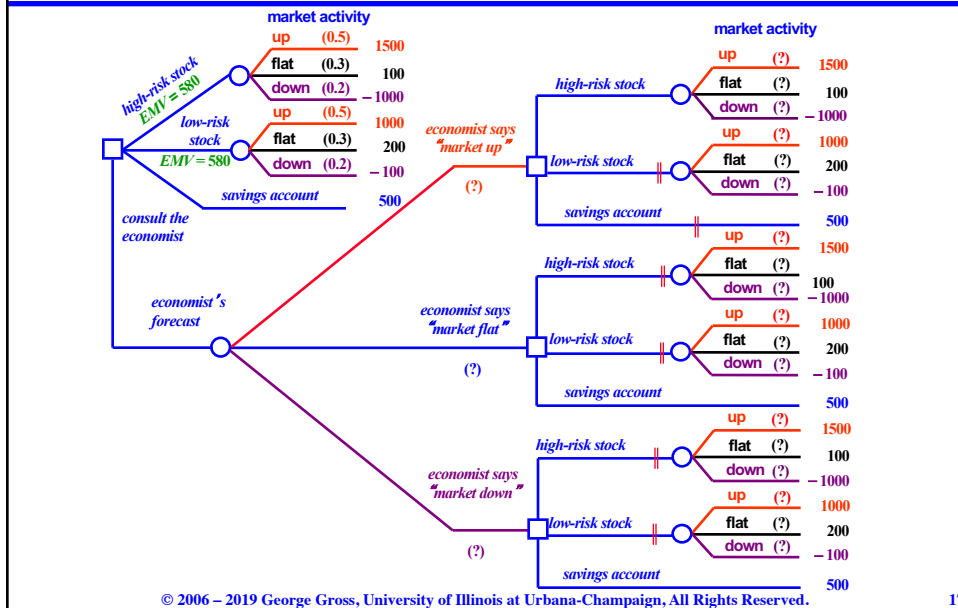 market activity
up (0.5) 1500
flat (0.3) 100
down (0.2) −1000
high-risk stock
EMV = 580
up (0.5) 1000
flat (0.3) 200
down (0.2) −100
low-risk
stock
EMV = 580
savings account 500
consult the
economist
economist's
forecast
economist says
"market up"
(?)
economist says
"market flat"
(?)
economist says
"market down"
(?)
market activity
high-risk stock
up (?) 1500
flat (?) 100
down (?) −1000
low-risk stock
up (?) 1000
flat (?) 200
down (?) −100
savings account 500
high-risk stock
up (?) 1500
flat (?) 100
down (?) −1000
low-risk stock
up (?) 1000
flat (?) 200
down (?) −100
savings account 500
high-risk stock
up (?) 1500
flat (?) 100
down (?) −1000
low-risk stock
up (?) 1000
flat (?) 200
down (?) −100
savings account 500
© 2006 – 2019 George Gross, University of Illinois at Urbana-Champaign, All Rights Reserved.